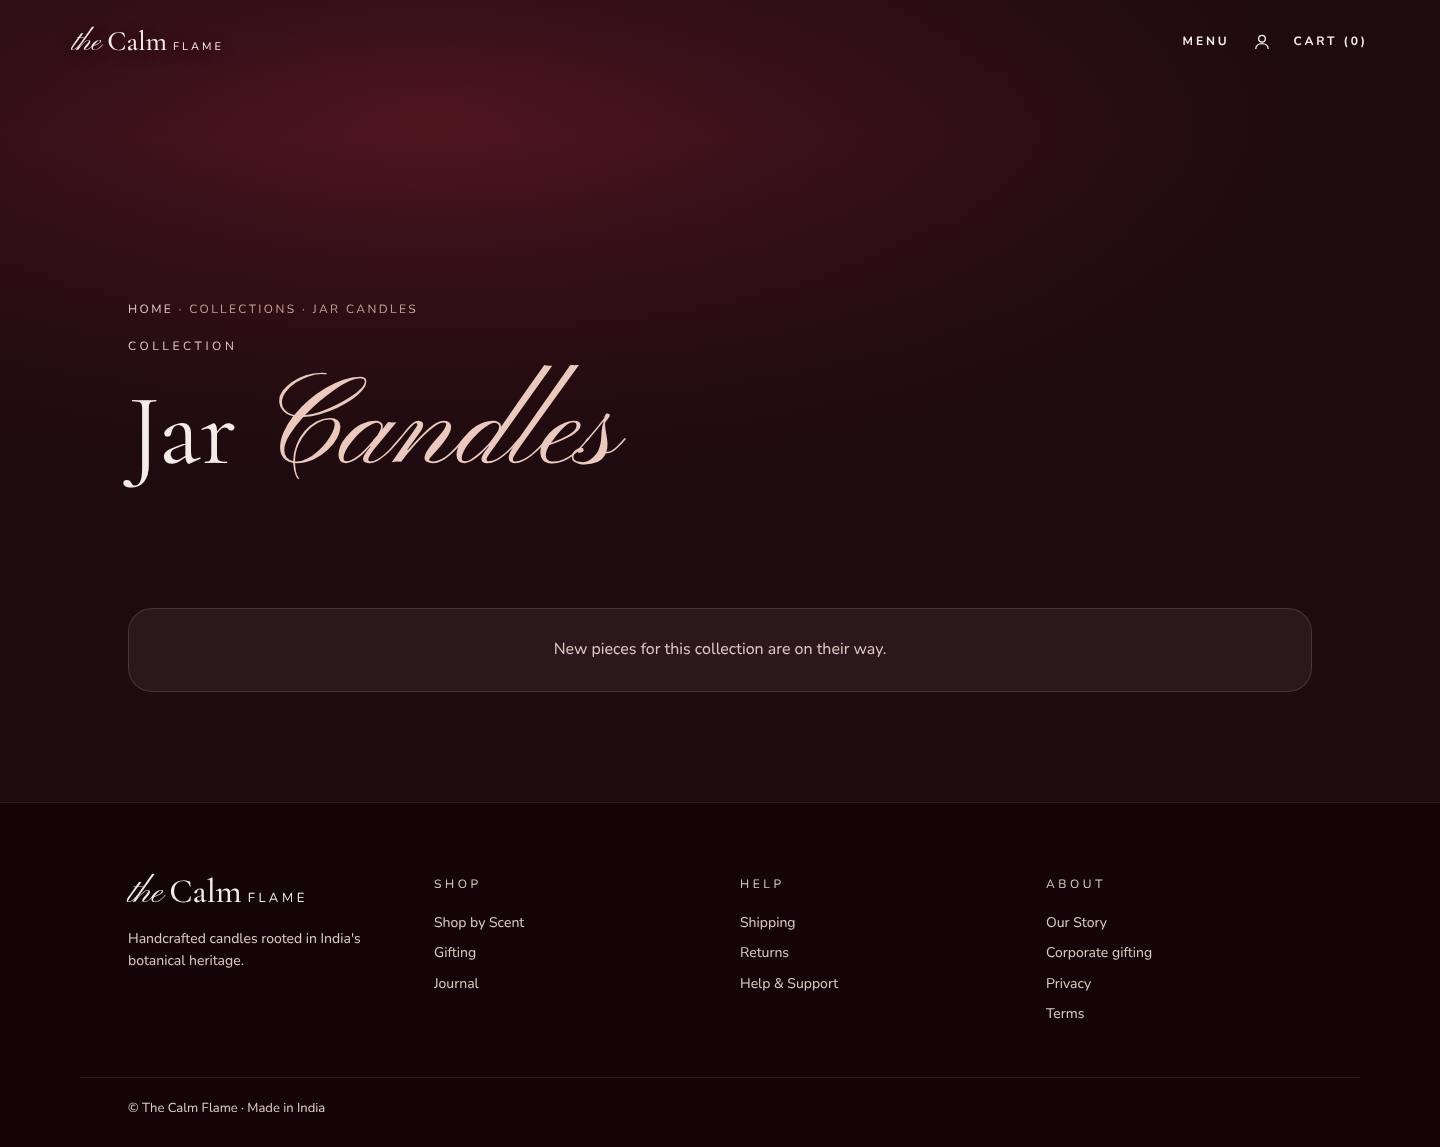 the Calm FLAME
MENU
CART (0)
HOME · COLLECTIONS · JAR CANDLES
COLLECTION
Jar Candles
New pieces for this collection are on their way.
the Calm FLAME
Handcrafted candles rooted in India's
botanical heritage.
SHOP
Shop by Scent
Gifting
Journal
HELP
Shipping
Returns
Help & Support
ABOUT
Our Story
Corporate gifting
Privacy
Terms
© The Calm Flame · Made in India